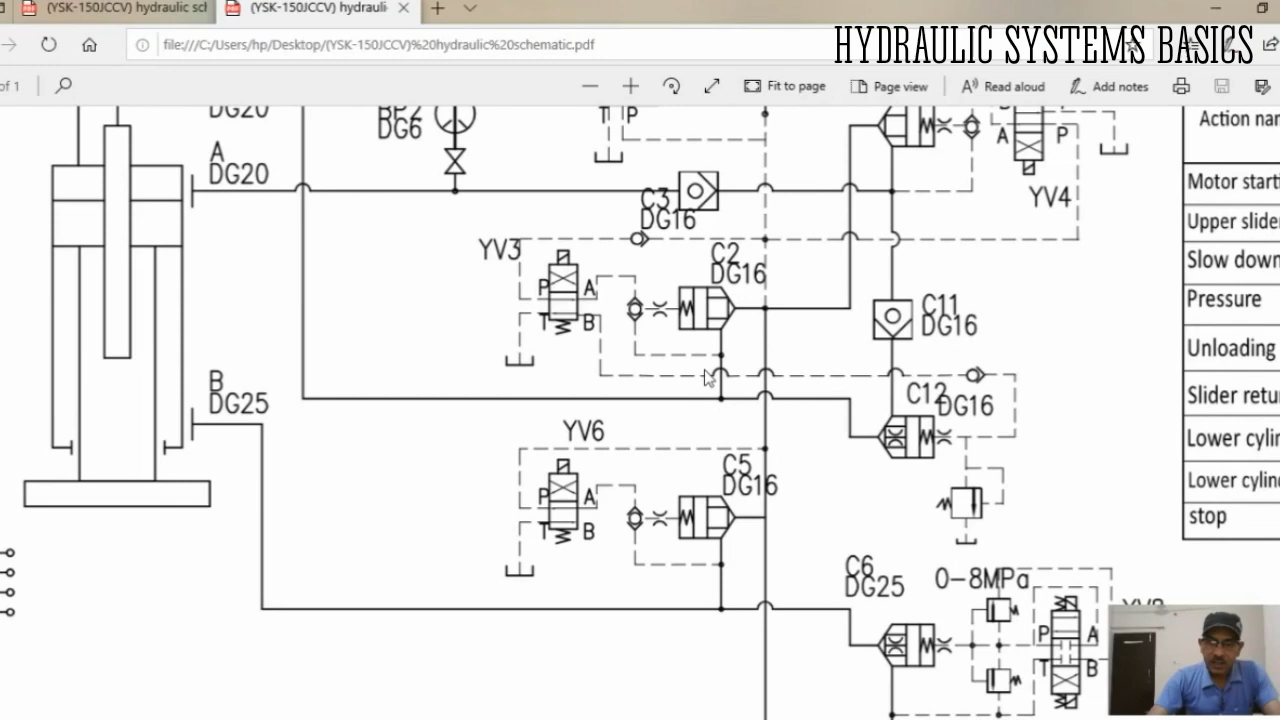 (YSK-150JCCV) hydraulic scl
(YSK-150JCCV) hydrauli
file:///C:/Users/hp/Desktop/(YSK-150JCCV)%20hydraulic%20schematic.pdf
HYDRAULIC SYSTEMS BASICS
of 1
Fit to page
Page view
Read aloud
Add notes
DG20
BP2
DG6
T P
A P
Action nar
A
DG20
Motor starti
C3
DG16
YV4
Upper slider
YV3
C2
DG16
Slow down
P A
Pressure
C11
DG16
T B
Unloading
B
DG25
C12
DG16
Slider retu
YV6
Lower cylin
C5
DG16
Lower cylin
P A
stop
T B
C6
DG25
0-8MPa
P A
T B